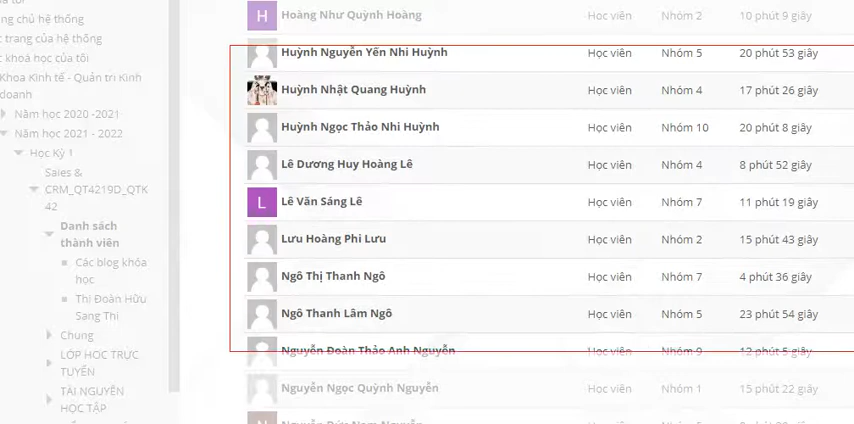 ng chủ hệ thống
c trang của hệ thống
c khoá học của tôi
Khoa Kinh tế - Quản trị Kinh
doanh
Năm học 2020 -2021
Năm học 2021 - 2022
Học Kỳ 1
Sales &
CRM_QT4219D_QTK
42
Danh sách
thành viên
Các blog khóa
học
Thi Đoàn Hữu
Sang Thi
Chung
LỚP HỌC TRỰC
TUYẾN
TÀI NGUYÊN
HỌC TẬP
H Hoàng Như Quỳnh Hoàng Học viên Nhóm 2 10 phút 9 giây
Huỳnh Nguyễn Yến Nhi Huỳnh Học viên Nhóm 5 20 phút 53 giây
Huỳnh Nhật Quang Huỳnh Học viên Nhóm 4 17 phút 26 giây
Huỳnh Ngọc Thảo Nhi Huỳnh Học viên Nhóm 10 20 phút 8 giây
Lê Dương Huy Hoàng Lê Học viên Nhóm 4 8 phút 52 giây
L Lê Văn Sáng Lê Học viên Nhóm 7 11 phút 19 giây
Lưu Hoàng Phi Lưu Học viên Nhóm 2 15 phút 43 giây
Ngô Thị Thanh Ngô Học viên Nhóm 7 4 phút 36 giây
Ngô Thanh Lâm Ngô Học viên Nhóm 5 23 phút 54 giây
Nguyễn Đoàn Thảo Anh Nguyễn Học viên Nhóm 9 12 phút 5 giây
Nguyễn Ngọc Quỳnh Nguyễn Học viên Nhóm 1 15 phút 22 giây